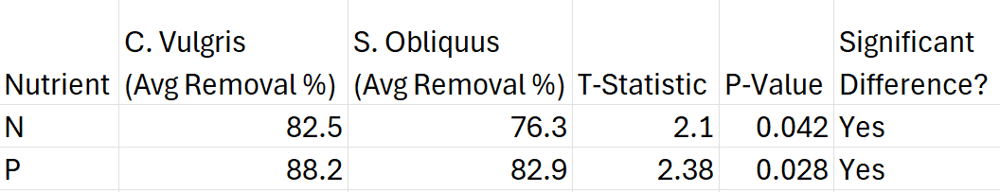 Nutrient C. Vulgris (Avg Removal %) S. Obliquus (Avg Removal %) T-Statistic P-Value Significant Difference?
N 82.5 76.3 2.1 0.042 Yes
P 88.2 82.9 2.38 0.028 Yes